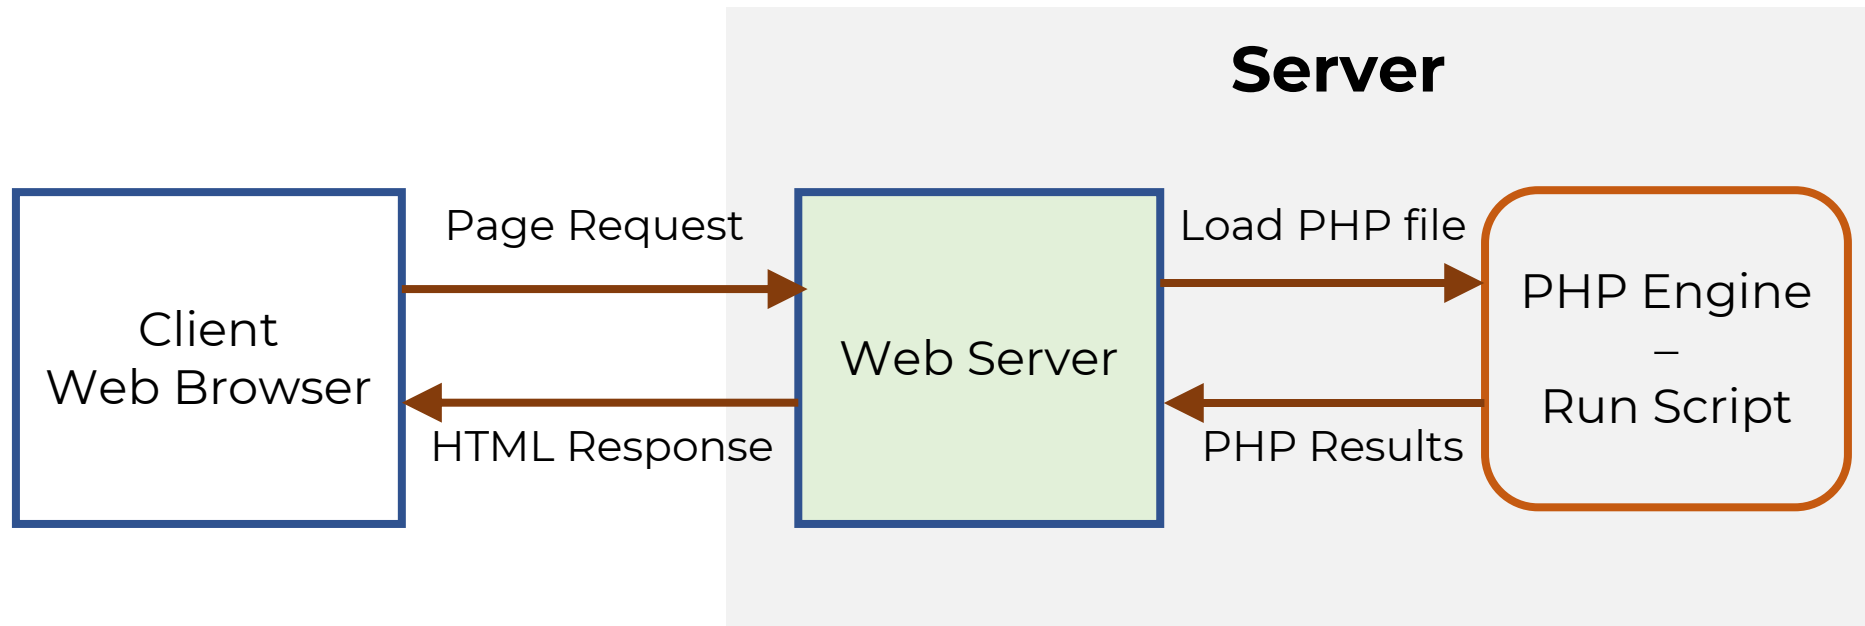 Server
Page Request
Load PHP file
Client
Web Browser
Web Server
PHP Engine
–
Run Script
HTML Response
PHP Results